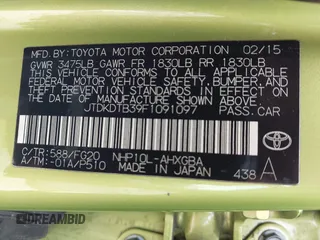 MFD. BY: TOYOTA MOTOR CORPORATION 02/15
GVWR 3475LB GAWR FR 1830LB RR 1830LB
THIS VEHICLE CONFORMS TO ALL APPLICABLE FEDERAL MOTOR
VEHICLE SAFETY, BUMPER, AND THEFT PREVENTION STANDARDS
IN EFFECT ON THE DATE OF MANUFACTURE SHOWN ABOVE.
JTDKDTB39F1091097 PASS.CAR
C/TR:588/FG20 NHP10L-AHXGBA
A/TM:-01A/P510 MADE IN JAPAN 438 A
TOYOTA
DREAMBID